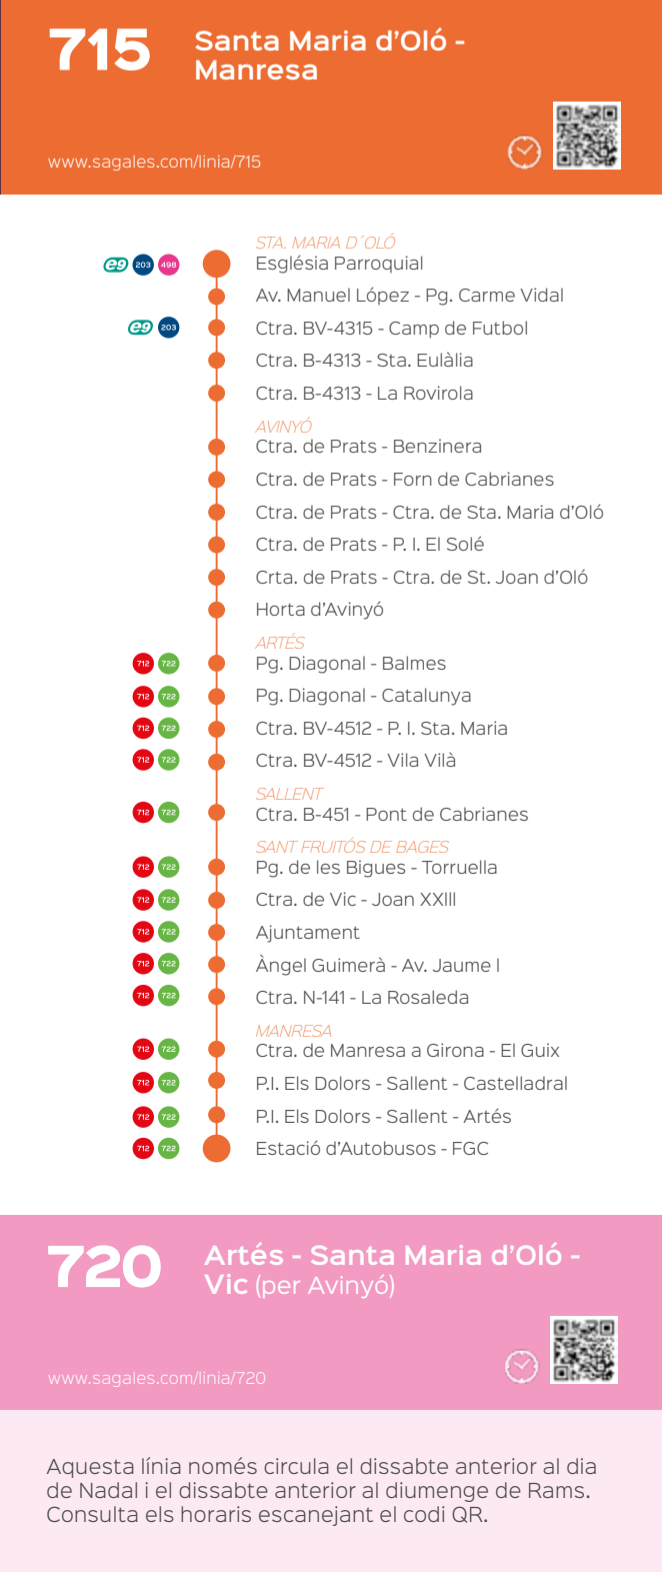 715
Santa Maria d'Oló -
Manresa
www.sagales.com/linia/715
STA. MARIA D´OLÓ
e9 203 498 Església Parroquial
Av. Manuel López - Pg. Carme Vidal
e9 203 Ctra. BV-4315 - Camp de Futbol
Ctra. B-4313 - Sta. Eulàlia
Ctra. B-4313 - La Rovirola
AVINYÓ
Ctra. de Prats - Benzinera
Ctra. de Prats - Forn de Cabrianes
Ctra. de Prats - Ctra. de Sta. Maria d'Oló
Ctra. de Prats - P. I. El Solé
Crta. de Prats - Ctra. de St. Joan d'Oló
Horta d'Avinyó
ARTÉS
712 722 Pg. Diagonal - Balmes
712 722 Pg. Diagonal - Catalunya
712 722 Ctra. BV-4512 - P. I. Sta. Maria
712 722 Ctra. BV-4512 - Vila Vilà
SALLENT
712 722 Ctra. B-451 - Pont de Cabrianes
SANT FRUITÓS DE BAGES
712 722 Pg. de les Bigues - Torruella
712 722 Ctra. de Vic - Joan XXIII
712 722 Ajuntament
712 722 Àngel Guimerà - Av. Jaume I
712 722 Ctra. N-141 - La Rosaleda
MANRESA
712 722 Ctra. de Manresa a Girona - El Guix
712 722 P.I. Els Dolors - Sallent - Castelladral
712 722 P.I. Els Dolors - Sallent - Artés
712 722 Estació d'Autobusos - FGC
720
Artés - Santa Maria d'Oló -
Vic (per Avinyó)
www.sagales.com/linia/720
Aquesta línia només circula el dissabte anterior al dia
de Nadal i el dissabte anterior al diumenge de Rams.
Consulta els horaris escanejant el codi QR.